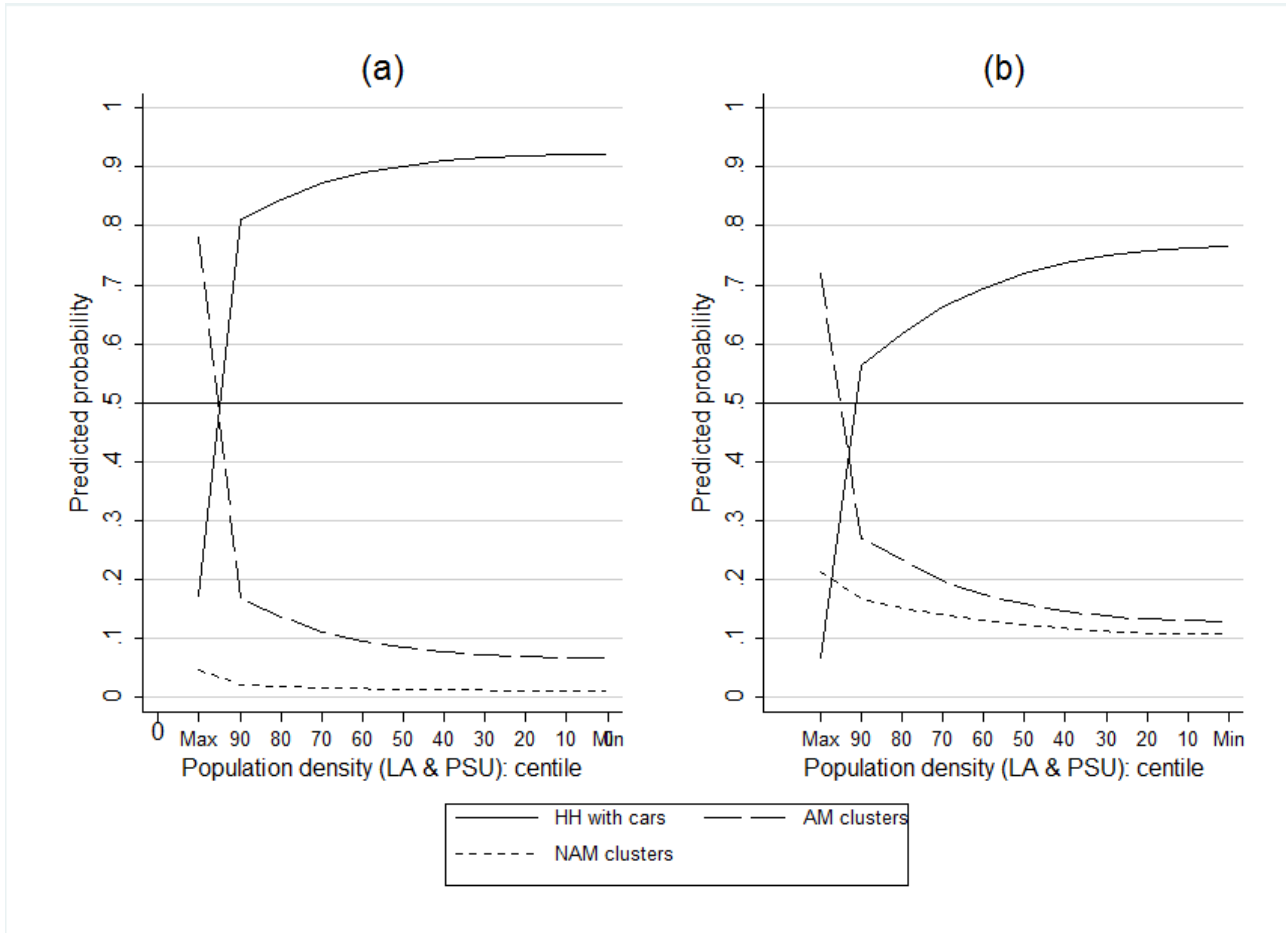 (a)
(b)
Predicted probability
1
.9
.8
.7
.6
.5
.4
.3
.2
.1
0
0 Max 90 80 70 60 50 40 30 20 10 Min
Population density (LA & PSU): centile
Predicted probability
1
.9
.8
.7
.6
.5
.4
.3
.2
.1
0
Max 90 80 70 60 50 40 30 20 10 Min
Population density (LA & PSU): centile
HH with cars AM clusters
NAM clusters